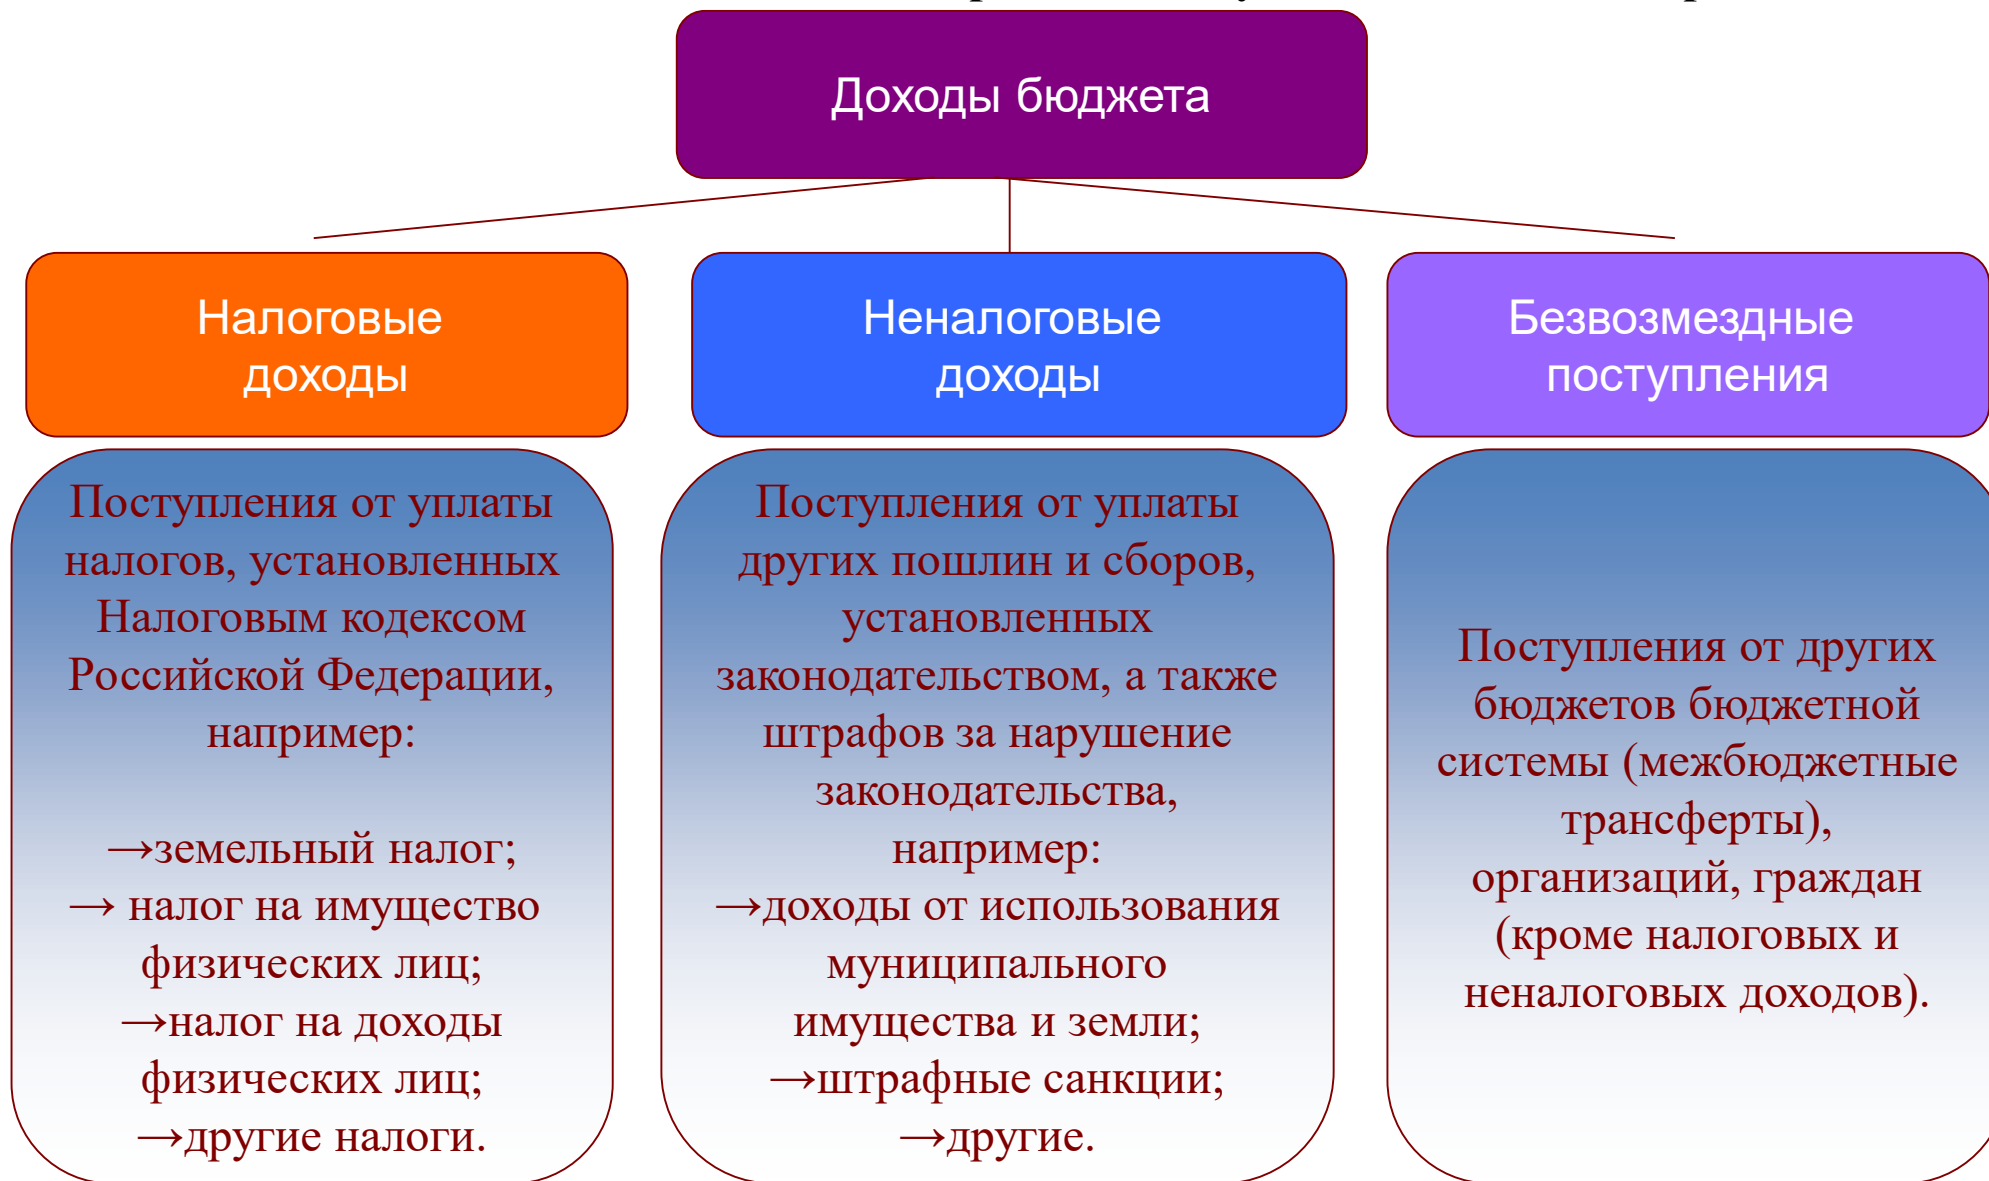 Доходы бюджета
Налоговые
доходы
Неналоговые
доходы
Безвозмездные
поступления
Поступления от уплаты
налогов, установленных
Налоговым кодексом
Российской Федерации,
например:
→земельный налог;
→ налог на имущество
физических лиц;
→налог на доходы
физических лиц;
→другие налоги.
Поступления от уплаты
других пошлин и сборов,
установленных
законодательством, а также
штрафов за нарушение
законодательства,
например:
→доходы от использования
муниципального
имущества и земли;
→штрафные санкции;
→другие.
Поступления от других
бюджетов бюджетной
системы (межбюджетные
трансферты),
организаций, граждан
(кроме налоговых и
неналоговых доходов).